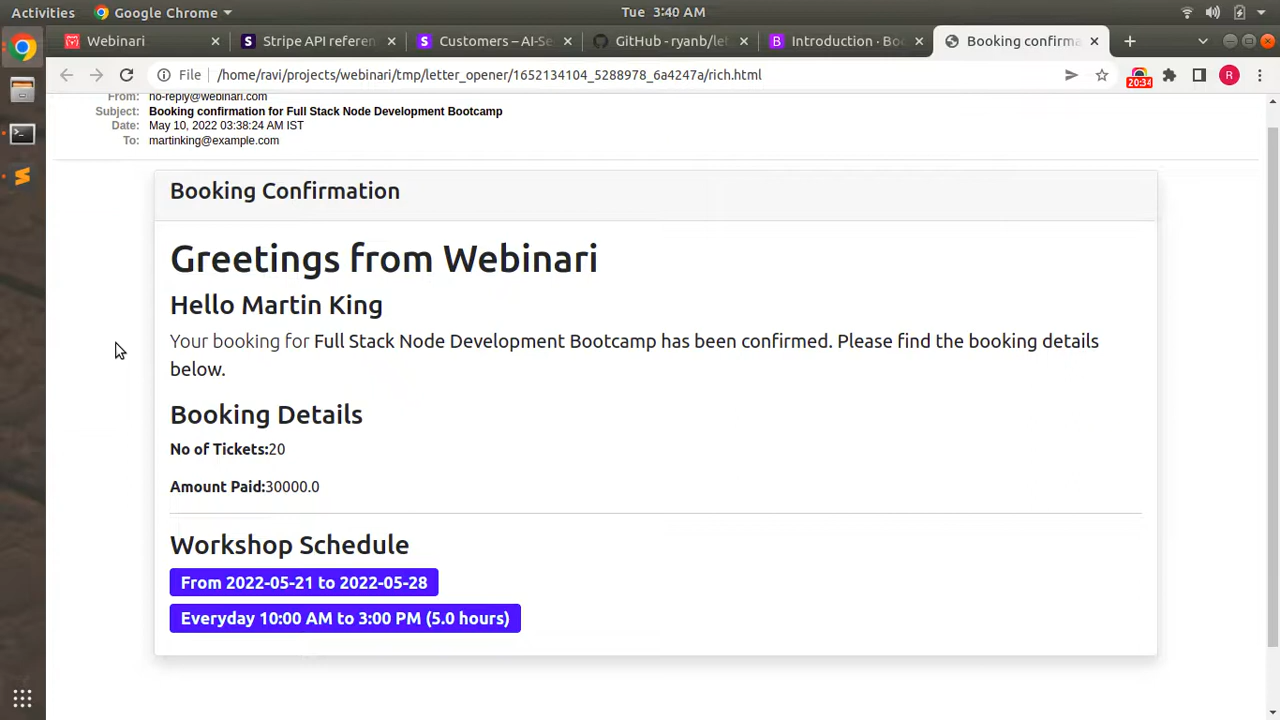 Activities
Google Chrome
Tue 3:40 AM
Webinari
Stripe API referen
Customers – AI-Se
GitHub - ryanb/let
Introduction · Boo
Booking confirma
File
/home/ravi/projects/webinari/tmp/letter_opener/1652134104_5288978_6a4247a/rich.html
20:34
R
From: no-reply@webinari.com
Subject: Booking confirmation for Full Stack Node Development Bootcamp
Date: May 10, 2022 03:38:24 AM IST
To: martinking@example.com
Booking Confirmation
Greetings from Webinari
Hello Martin King
Your booking for Full Stack Node Development Bootcamp has been confirmed. Please find the booking details
below.
Booking Details
No of Tickets:20
Amount Paid:30000.0
Workshop Schedule
From 2022-05-21 to 2022-05-28
Everyday 10:00 AM to 3:00 PM (5.0 hours)